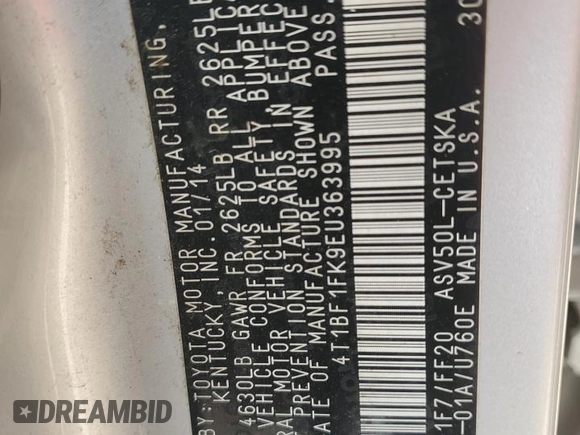 BY:TOYOTA MOTOR MANUFACTURING,
KENTUCKY, INC. 01/14
4630LB GAWR FR 2625LB RR 2625LB
VEHICLE CONFORMS TO ALL APPLIC
RAL MOTOR VEHICLE SAFETY BUMPER
PREVENTION STANDARDS IN EFFEC
ATE OF MANUFACTURE SHOWN ABOVE
4T1BF1FK9EU363995 PASS.
1F7/FF20 ASV50L-CETSKA 30
-01A/U760E MADE IN U.S.A.
DREAMBID